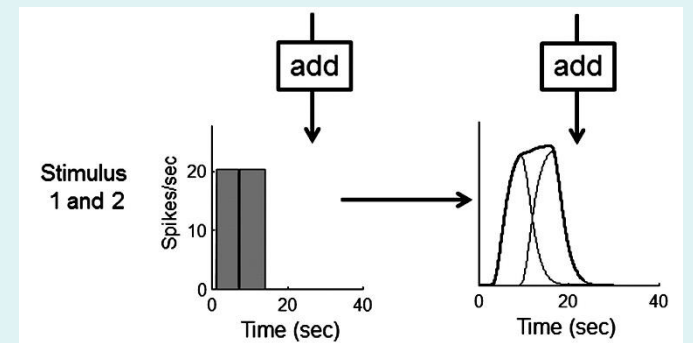 add
add
Stimulus
1 and 2
Spikes/sec
20
10
0
0
20
40
Time (sec)
0
20
40
Time (sec)